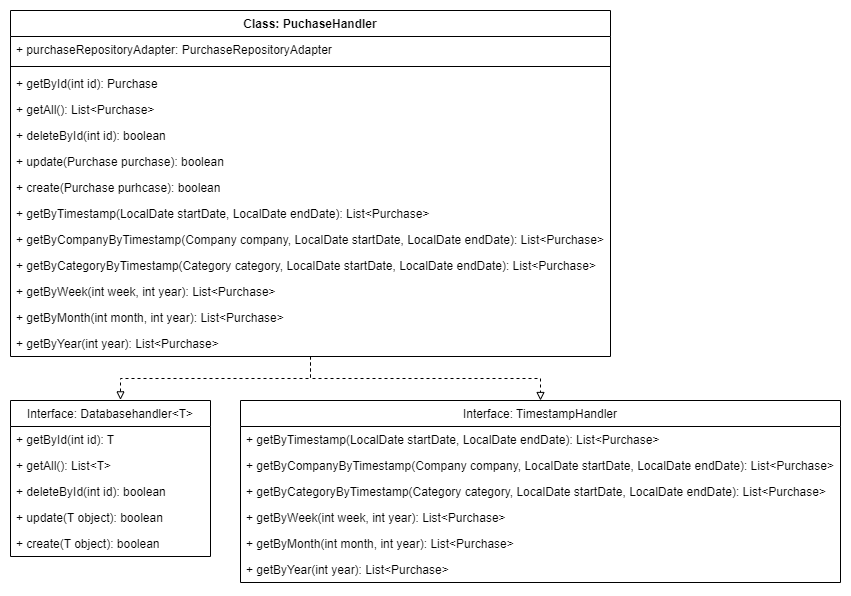 Class: PuchaseHandler
+ purchaseRepositoryAdapter: PurchaseRepositoryAdapter
+ getById(int id): Purchase
+ getAll(): List<Purchase>
+ deleteById(int id): boolean
+ update(Purchase purchase): boolean
+ create(Purchase purhcase): boolean
+ getByTimestamp(LocalDate startDate, LocalDate endDate): List<Purchase>
+ getByCompanyByTimestamp(Company company, LocalDate startDate, LocalDate endDate): List<Purchase>
+ getByCategoryByTimestamp(Category category, LocalDate startDate, LocalDate endDate): List<Purchase>
+ getByWeek(int week, int year): List<Purchase>
+ getByMonth(int month, int year): List<Purchase>
+ getByYear(int year): List<Purchase>
Interface: Databasehandler<T>
+ getById(int id): T
+ getAll(): List<T>
+ deleteById(int id): boolean
+ update(T object): boolean
+ create(T object): boolean
Interface: TimestampHandler
+ getByTimestamp(LocalDate startDate, LocalDate endDate): List<Purchase>
+ getByCompanyByTimestamp(Company company, LocalDate startDate, LocalDate endDate): List<Purchase>
+ getByCategoryByTimestamp(Category category, LocalDate startDate, LocalDate endDate): List<Purchase>
+ getByWeek(int week, int year): List<Purchase>
+ getByMonth(int month, int year): List<Purchase>
+ getByYear(int year): List<Purchase>